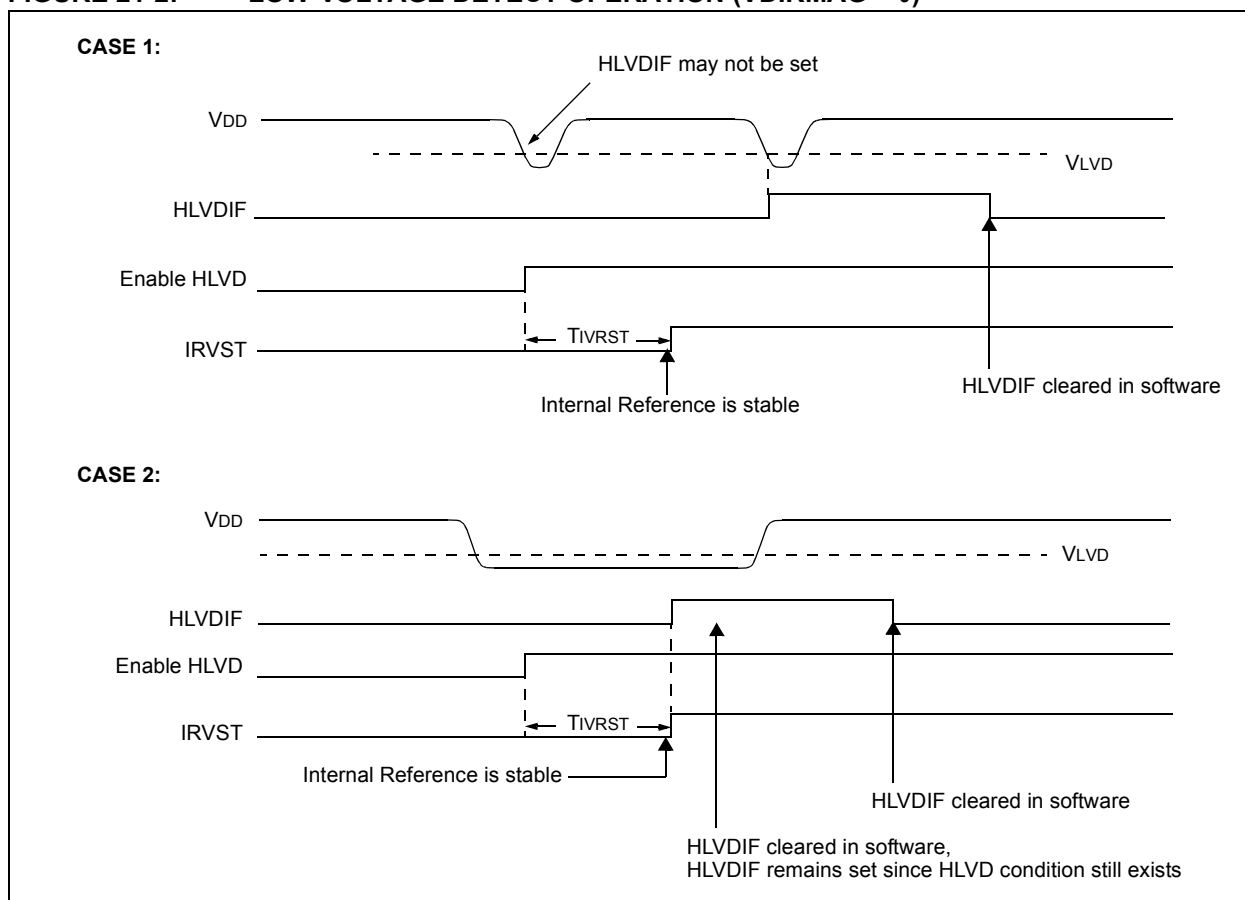 CASE 1:
HLVDIF may not be set
VDD
VLVD
HLVDIF
Enable HLVD
TIVRST
IRVST
HLVDIF cleared in software
Internal Reference is stable
CASE 2:
VDD
VLVD
HLVDIF
Enable HLVD
TIVRST
IRVST
Internal Reference is stable
HLVDIF cleared in software
HLVDIF cleared in software,
HLVDIF remains set since HLVD condition still exists